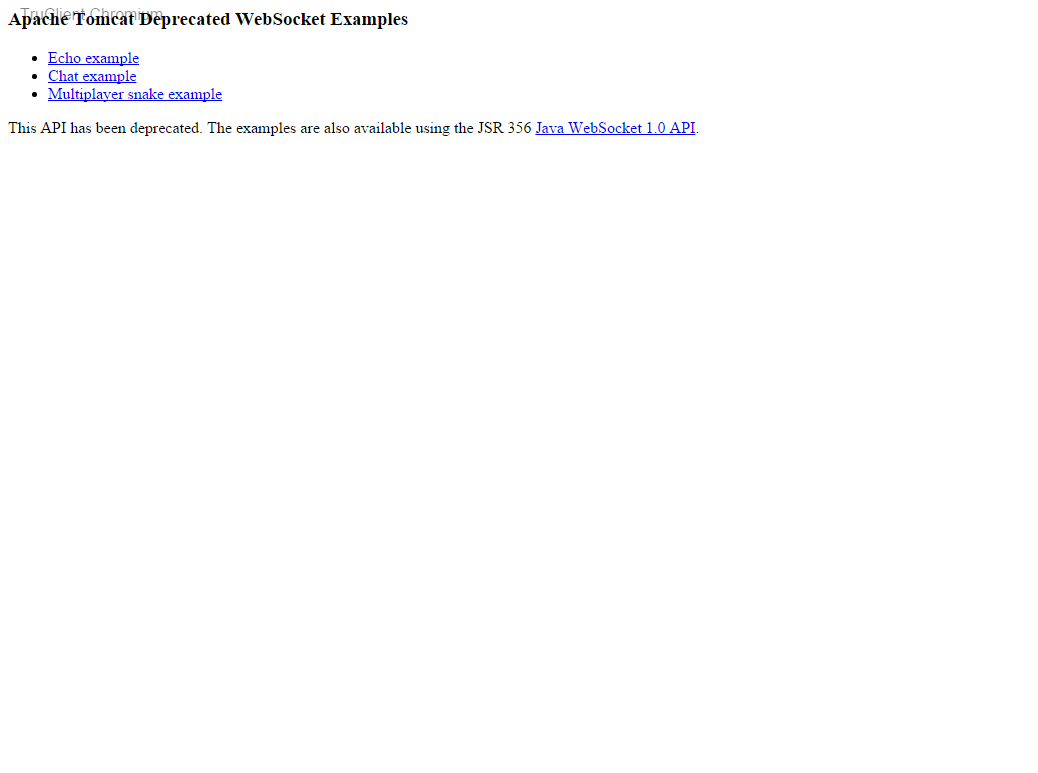 TruClient Chromium
Apache Tomcat Deprecated WebSocket Examples
Echo example
Chat example
Multiplayer snake example
This API has been deprecated. The examples are also available using the JSR 356 Java WebSocket 1.0 API.